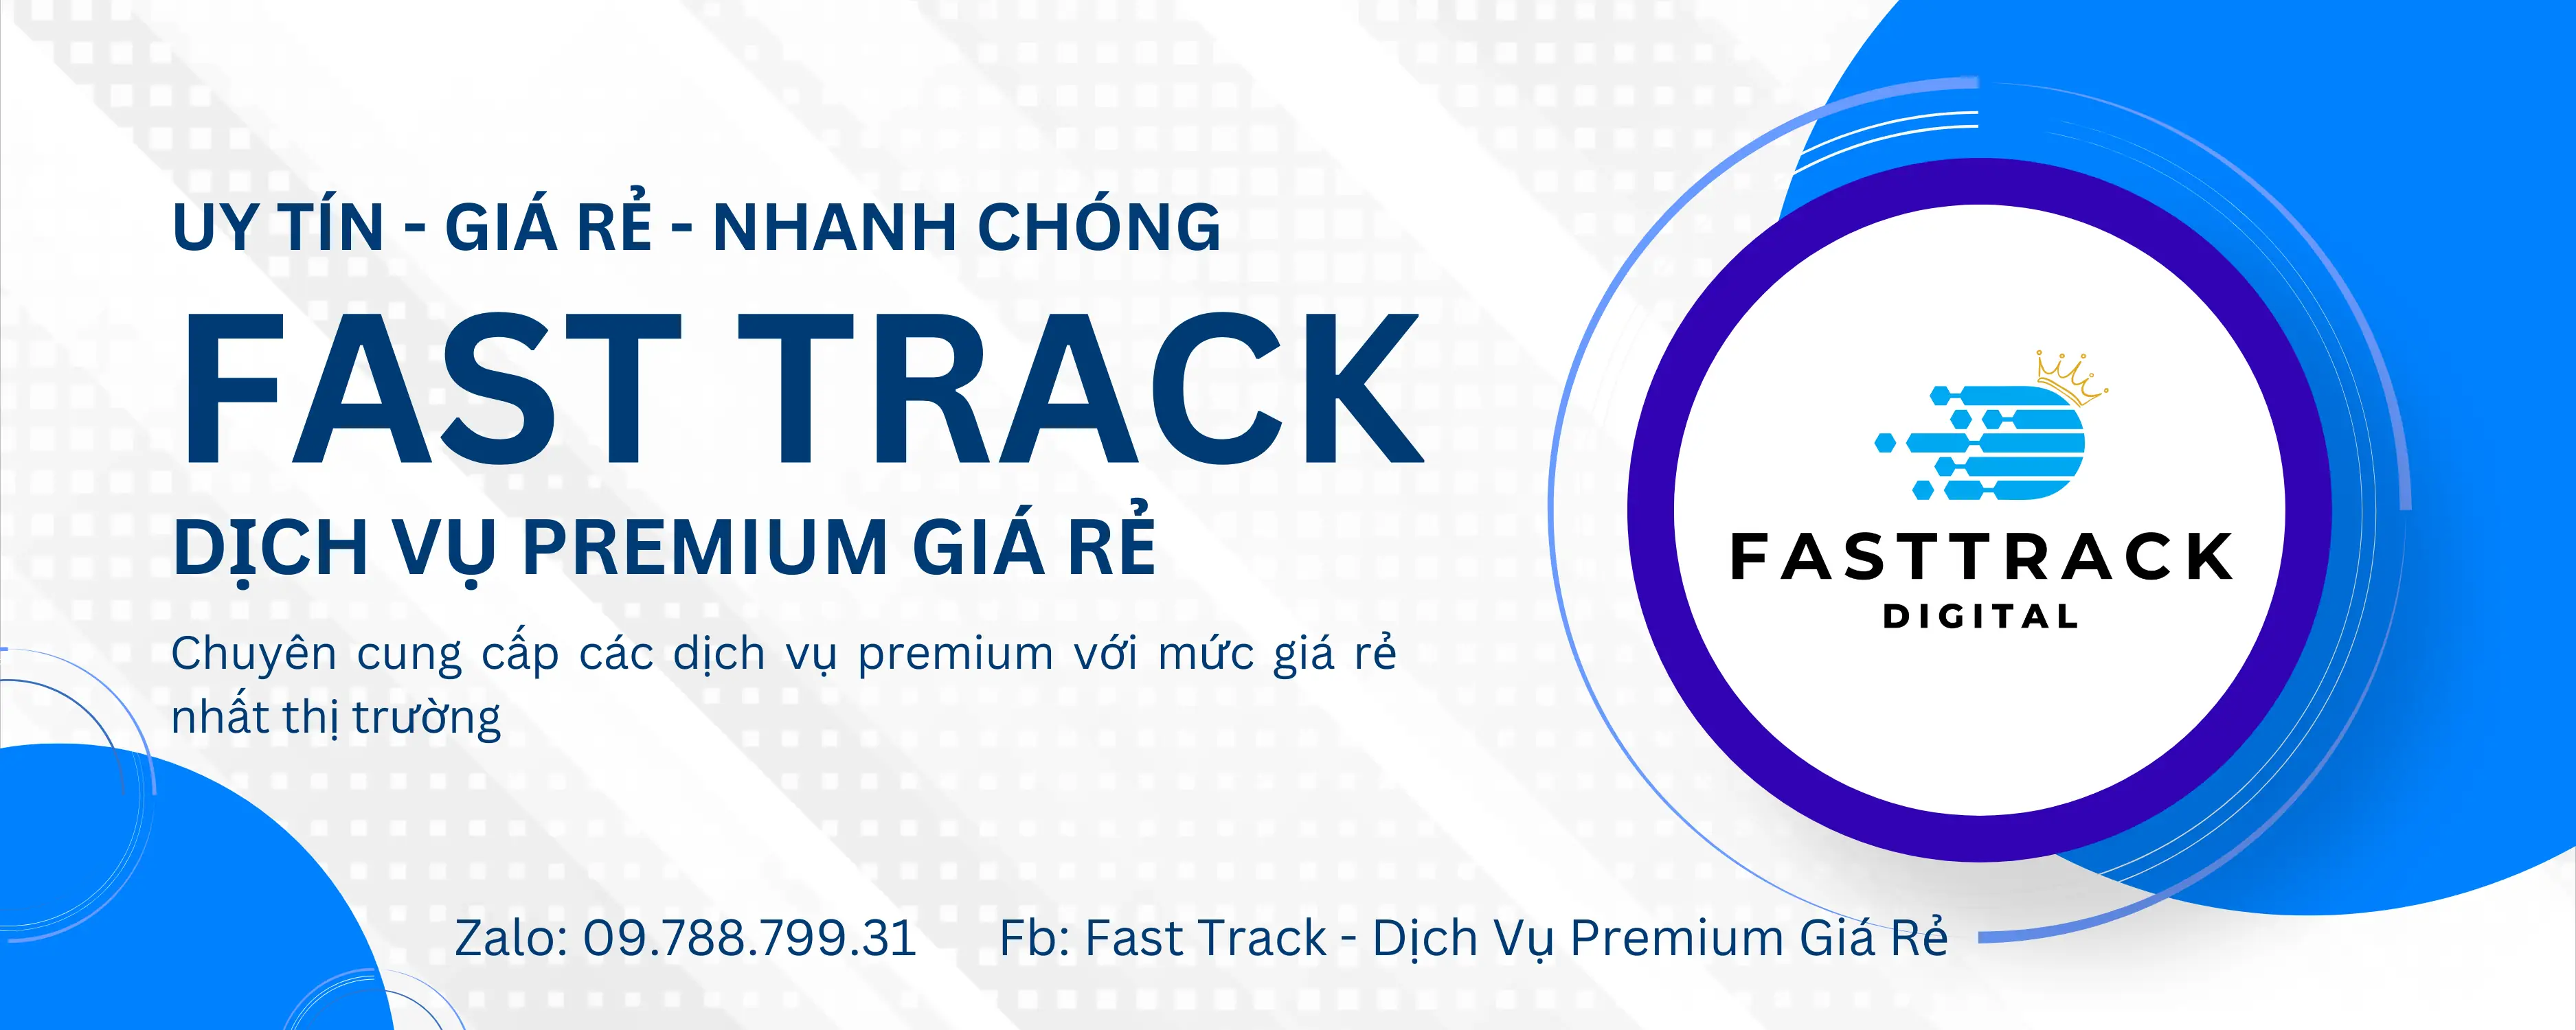 UY TÍN - GIÁ RẺ - NHANH CHÓNG
FAST TRACK
DỊCH VỤ PREMIUM GIÁ RẺ
Chuyên cung cấp các dịch vụ premium với mức giá rẻ
nhất thị trường
FASTTRACK
DIGITAL
Zalo: 09.788.799.31 Fb: Fast Track - Dịch Vụ Premium Giá Rẻ